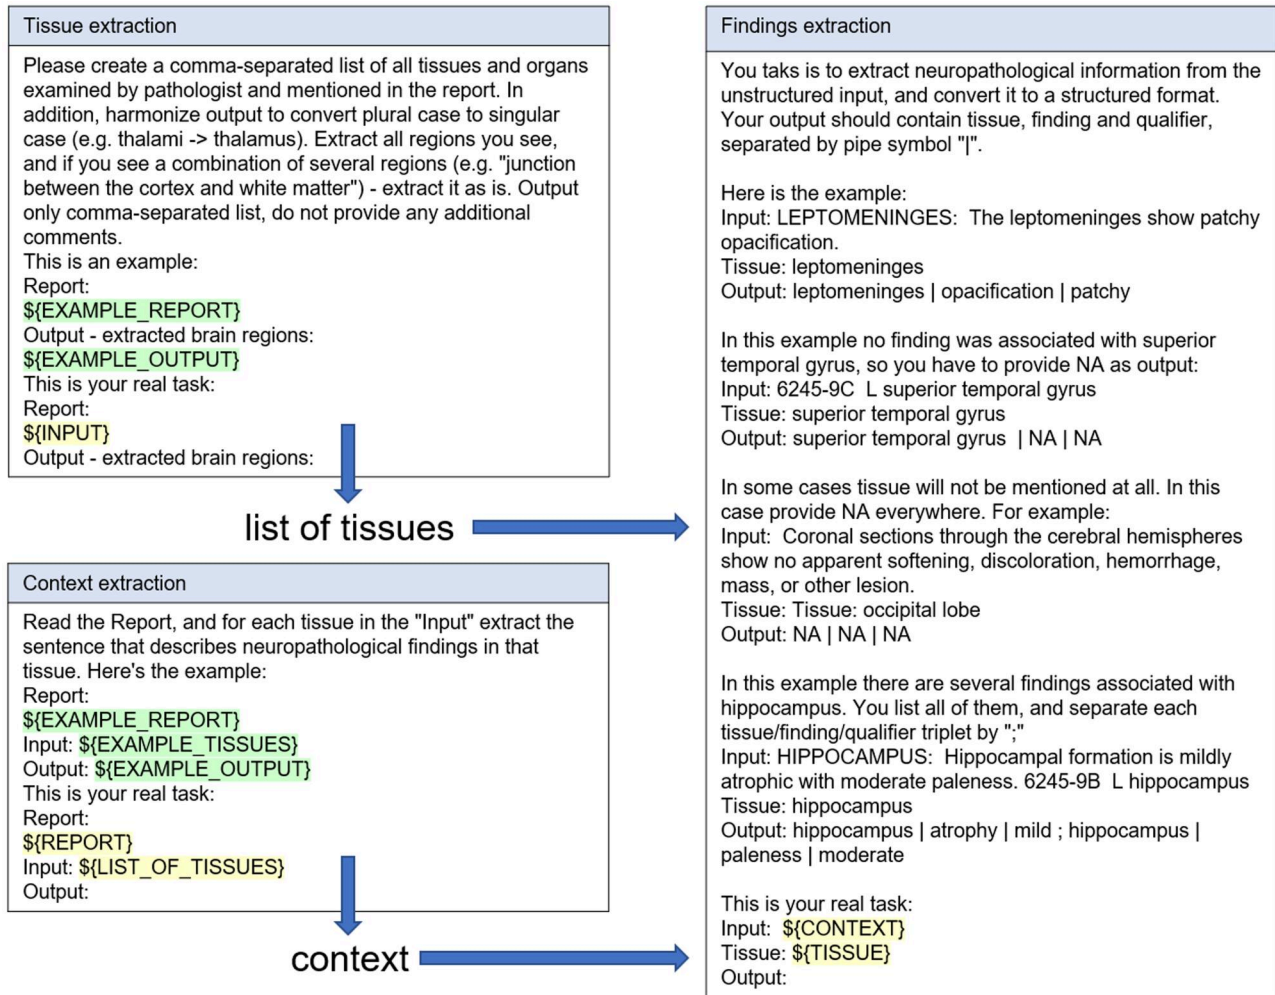 Tissue extraction
Please create a comma-separated list of all tissues and organs
examined by pathologist and mentioned in the report. In
addition, harmonize output to convert plural case to singular
case (e.g. thalami -> thalamus). Extract all regions you see,
and if you see a combination of several regions (e.g. "junction
between the cortex and white matter") - extract it as is. Output
only comma-separated list, do not provide any additional
comments.
This is an example:
Report:
${EXAMPLE_REPORT}
Output - extracted brain regions:
${EXAMPLE_OUTPUT}
This is your real task:
Report:
${INPUT}
Output - extracted brain regions:
list of tissues
Context extraction
Read the Report, and for each tissue in the "Input" extract the
sentence that describes neuropathological findings in that
tissue. Here's the example:
Report:
${EXAMPLE_REPORT}
Input: ${EXAMPLE_TISSUES}
Output: ${EXAMPLE_OUTPUT}
This is your real task:
Report:
${REPORT}
Input: ${LIST_OF_TISSUES}
Output:
context
Findings extraction
You taks is to extract neuropathological information from the
unstructured input, and convert it to a structured format.
Your output should contain tissue, finding and qualifier,
separated by pipe symbol "|".
Here is the example:
Input: LEPTOMENINGES:  The leptomeninges show patchy
opacification.
Tissue: leptomeninges
Output: leptomeninges | opacification | patchy
In this example no finding was associated with superior
temporal gyrus, so you have to provide NA as output:
Input: 6245-9C  L superior temporal gyrus
Tissue: superior temporal gyrus
Output: superior temporal gyrus  | NA | NA
In some cases tissue will not be mentioned at all. In this
case provide NA everywhere. For example:
Input:  Coronal sections through the cerebral hemispheres
show no apparent softening, discoloration, hemorrhage,
mass, or other lesion.
Tissue: Tissue: occipital lobe
Output: NA | NA | NA
In this example there are several findings associated with
hippocampus. You list all of them, and separate each
tissue/finding/qualifier triplet by ";"
Input: HIPPOCAMPUS:  Hippocampal formation is mildly
atrophic with moderate paleness. 6245-9B  L hippocampus
Tissue: hippocampus
Output: hippocampus | atrophy | mild ; hippocampus |
paleness | moderate
This is your real task:
Input:  ${CONTEXT}
Tissue: ${TISSUE}
Output: